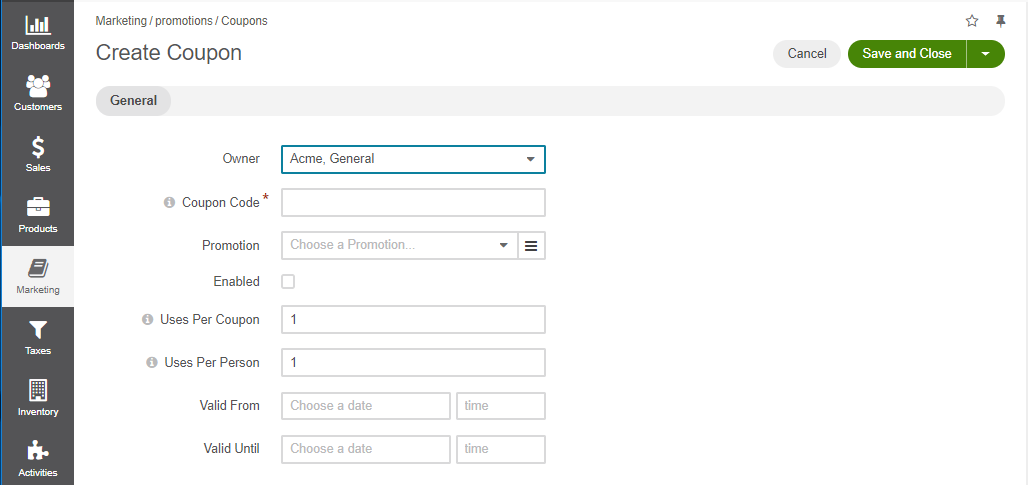 Dashboards
Customers
Sales
Products
Marketing
Taxes
Inventory
Activities
Marketing / promotions / Coupons
Create Coupon
Cancel
Save and Close
General
Owner
Acme, General
Coupon Code *
Promotion
Choose a Promotion...
Enabled
Uses Per Coupon
1
Uses Per Person
1
Valid From
Choose a date
time
Valid Until
Choose a date
time